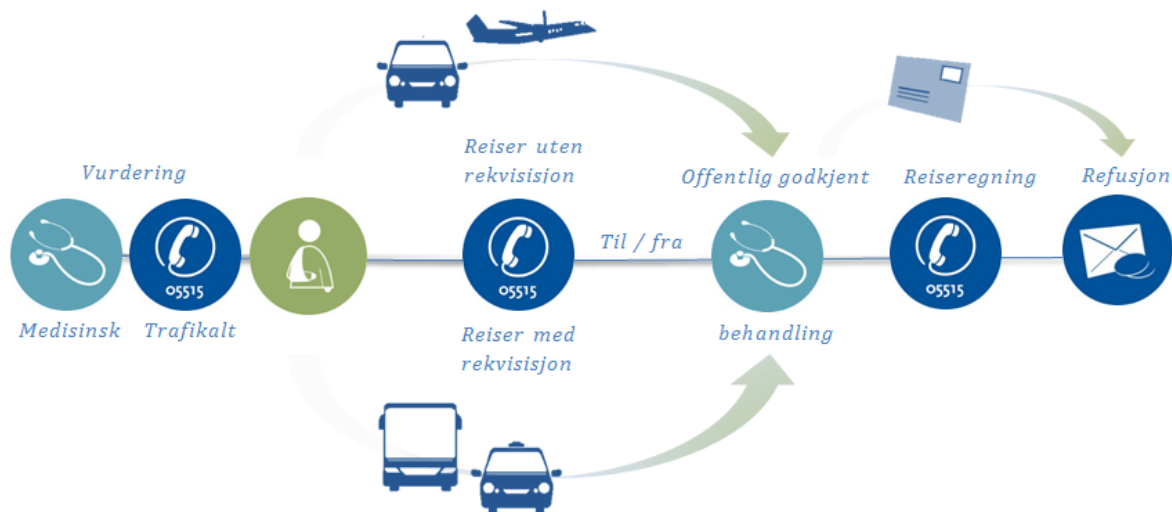 Vurdering
Medisinsk
05515
Trafikalt
Reiser uten
rekvisisjon
05515
Reiser med
rekvisisjon
Til / fra
Offentlig godkjent
behandling
Reiseregning
05515
Refusjon